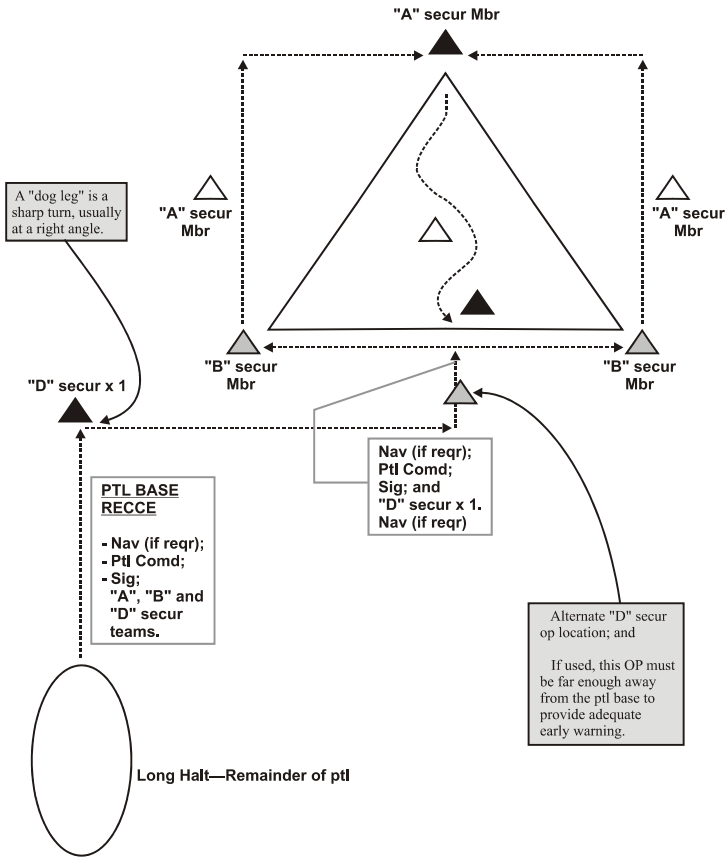 "A" secur Mbr
A "dog leg" is a
sharp turn, usually
at a right angle.
"A" secur
Mbr
"A" secur
Mbr
"B" secur
Mbr
"B" secur
Mbr
"D" secur x 1
Nav (if reqr);
Ptl Comd;
Sig; and
"D" secur x 1.
Nav (if reqr)
PTL BASE
RECCE
- Nav (if reqr);
- Ptl Comd;
- Sig;
"A", "B" and
"D" secur
teams.
Alternate "D" secur
op location; and
If used, this OP must
be far enough away
from the ptl base to
provide adequate
early warning.
Long Halt—Remainder of ptl